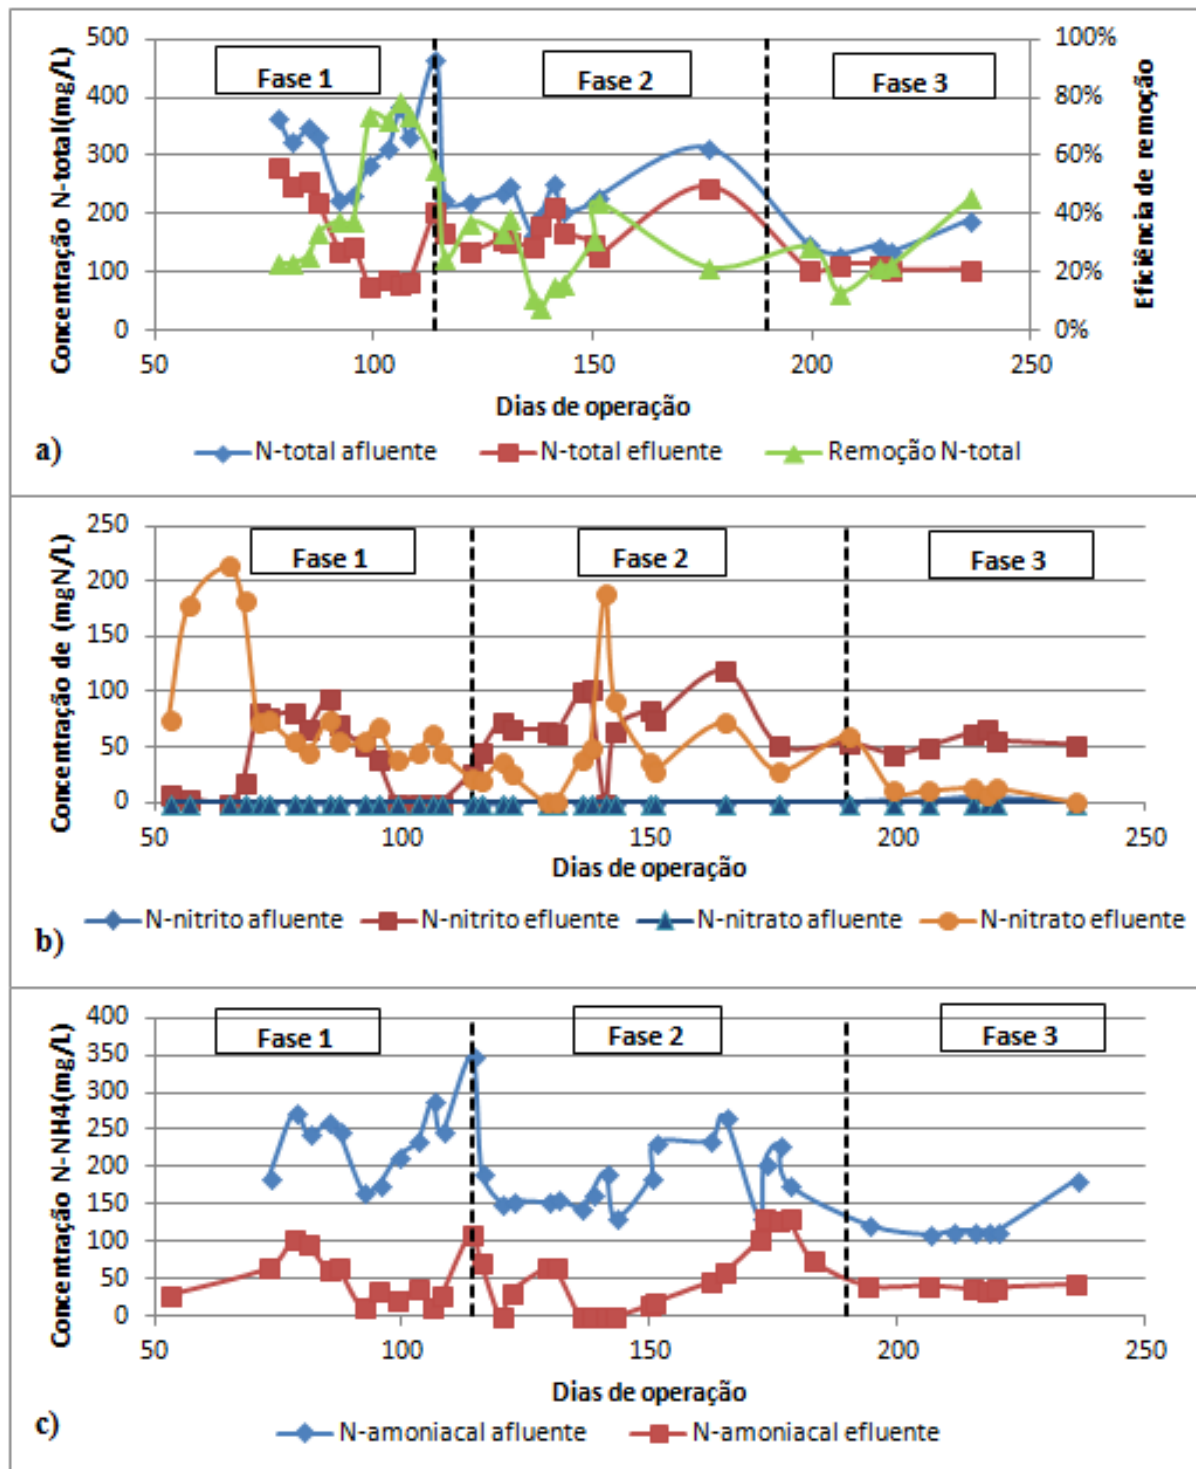 Concentração N-total(mg/L)
500
400
300
200
100
0
Fase 1
Fase 2
Fase 3
100%
80%
60%
40%
20%
0%
Eficiência de remoção
50
100
150
200
250
Dias de operação
a)
N-total afluente
N-total efluente
Remoção N-total
Concentração de (mgN/L)
250
200
150
100
50
0
Fase 1
Fase 2
Fase 3
50
100
150
200
250
Dias de operação
N-nitrito afluente
N-nitrito efluente
N-nitrato afluente
N-nitrato efluente
b)
Concentração N-NH4(mg/L)
400
350
300
250
200
150
100
50
0
Fase 1
Fase 2
Fase 3
50
100
150
200
250
Dias de operação
c)
N-amoniacal afluente
N-amoniacal efluente